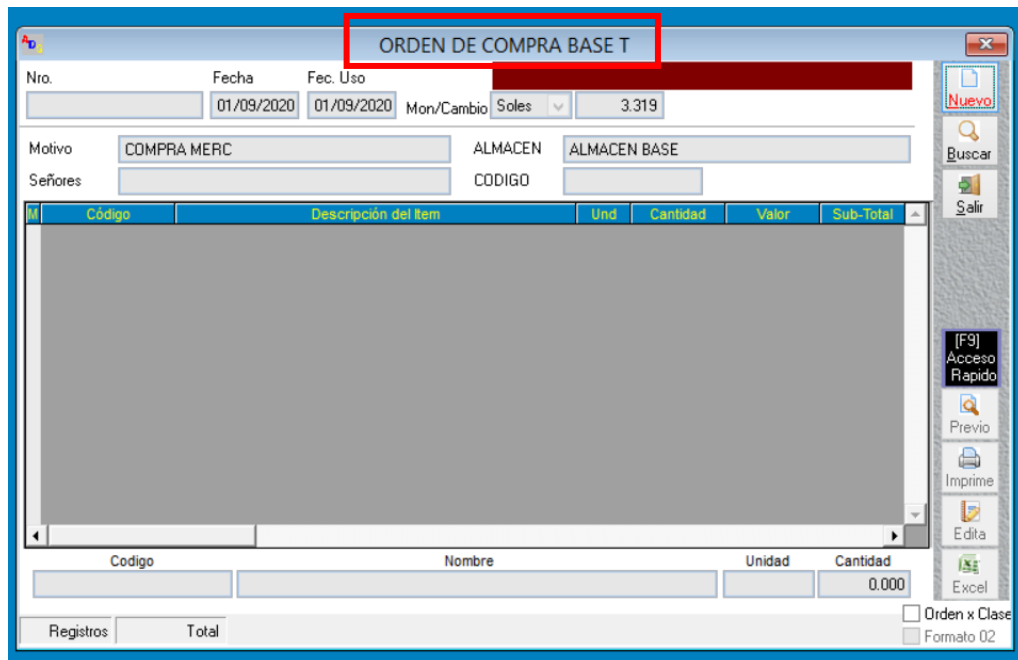 ORDEN DE COMPRA BASE T
Nro. Fecha Fec. Uso
01/09/2020 01/09/2020 Mon/Cambio Soles 3.319
Nuevo
Motivo COMPRA MERC ALMACEN ALMACEN BASE
Buscar
Señores CODIGO
Salir
M Código Descripción del Item Und Cantidad Valor Sub-Total
[F9]
Acceso
Rapido
Previo
Imprime
Edita
Codigo Nombre Unidad Cantidad
0.000
Excel
Orden x Clase
Registros Total
Formato 02